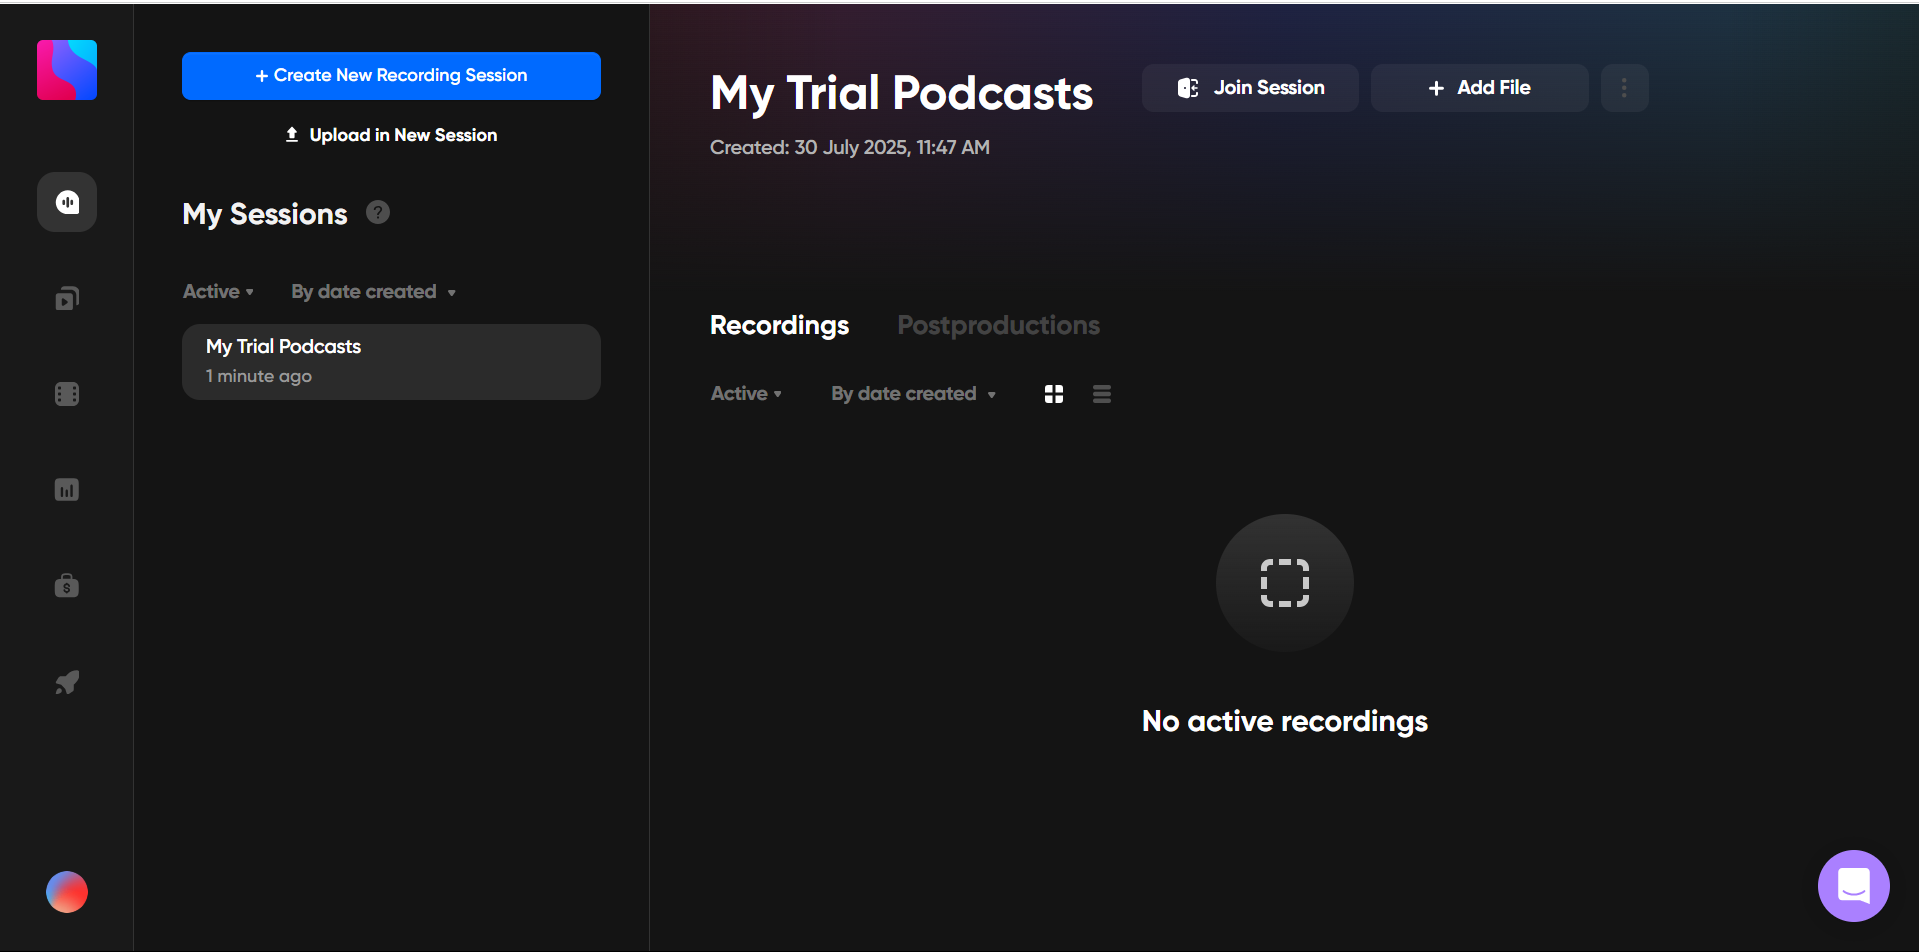 + Create New Recording Session
Upload in New Session
My Sessions ?
Active
By date created
My Trial Podcasts
1 minute ago
My Trial Podcasts
Join Session
+ Add File
Created: 30 July 2025, 11:47 AM
Recordings
Postproductions
Active
By date created
No active recordings